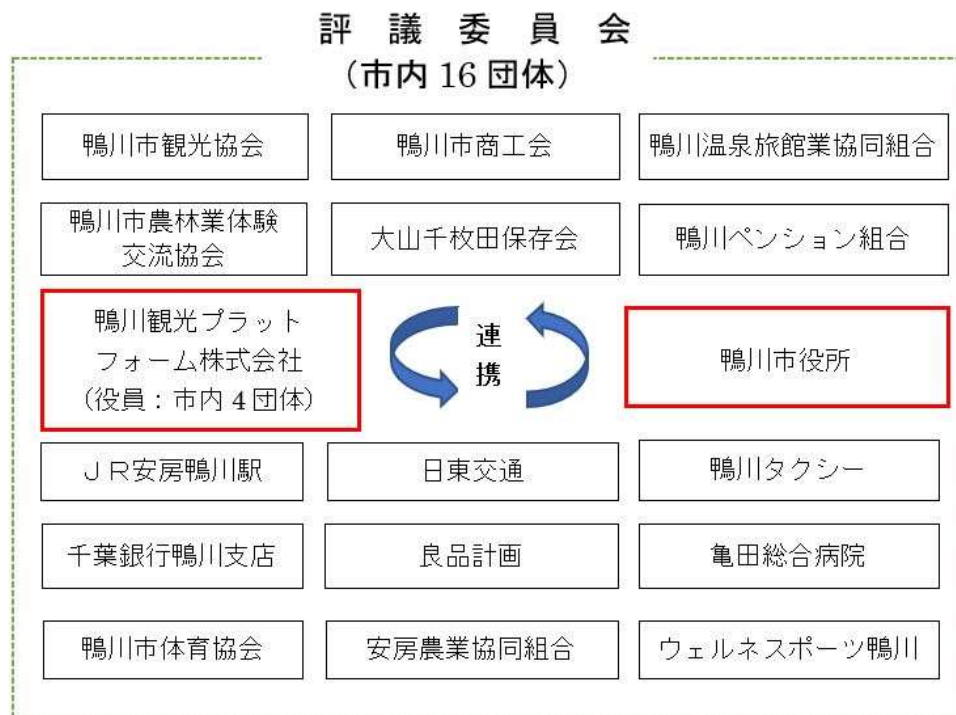 評議委員会
（市内 16 団体）
鴨川市観光協会
鴨川市商工会
鴨川温泉旅館業協同組合
鴨川市農林業体験
交流協会
大山千枚田保存会
鴨川ペンション組合
鴨川観光プラット
フォーム株式会社
（役員：市内 4 団体）
連
携
鴨川市役所
ＪＲ安房鴨川駅
日東交通
鴨川タクシー
千葉銀行鴨川支店
良品計画
亀田総合病院
鴨川市体育協会
安房農業協同組合
ウェルネスポーツ鴨川